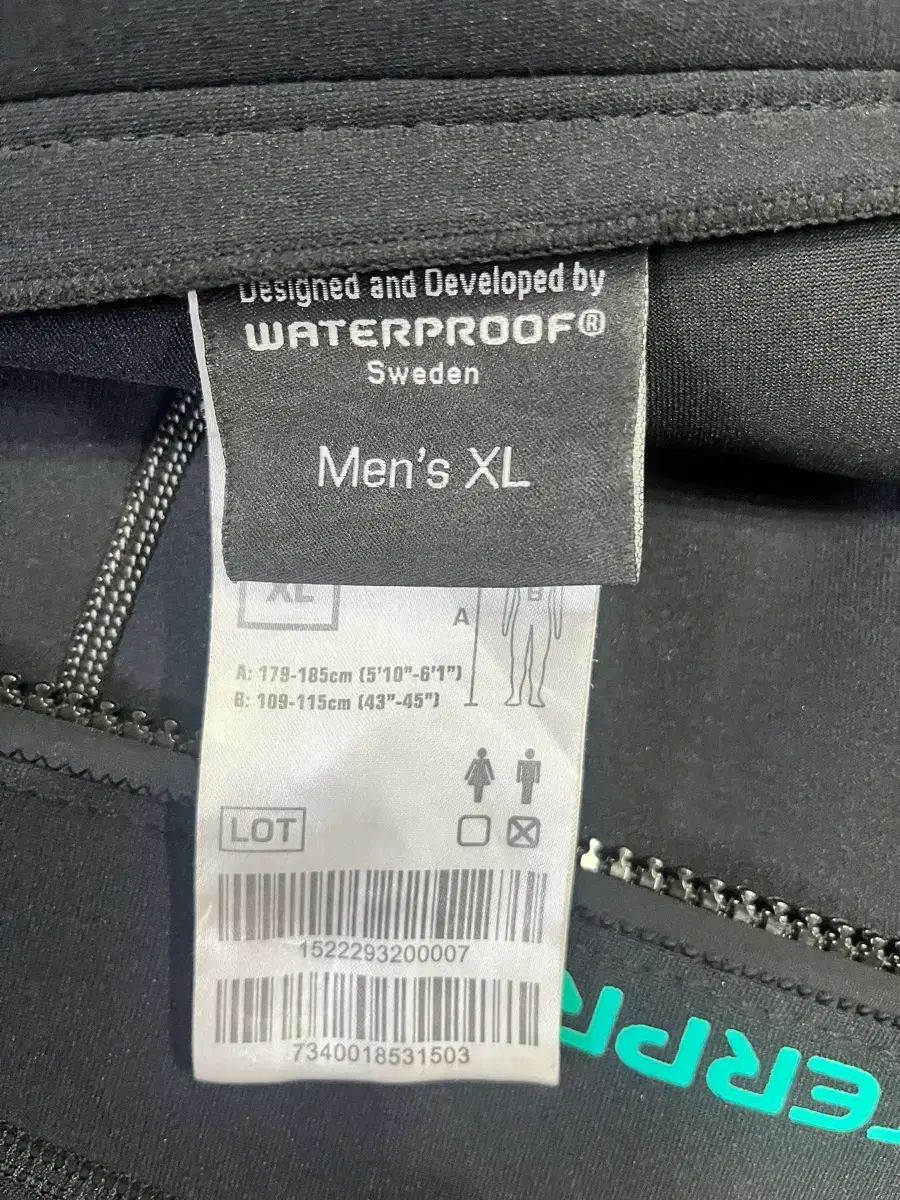 Designed and Developed by
WATERPROOF®
Sweden
Men's XL
XL
A
B
A: 179-185cm (5'10"-6'1")
B: 109-115cm (43"-45")
LOT
1522293200007
7340018531503
TERPR